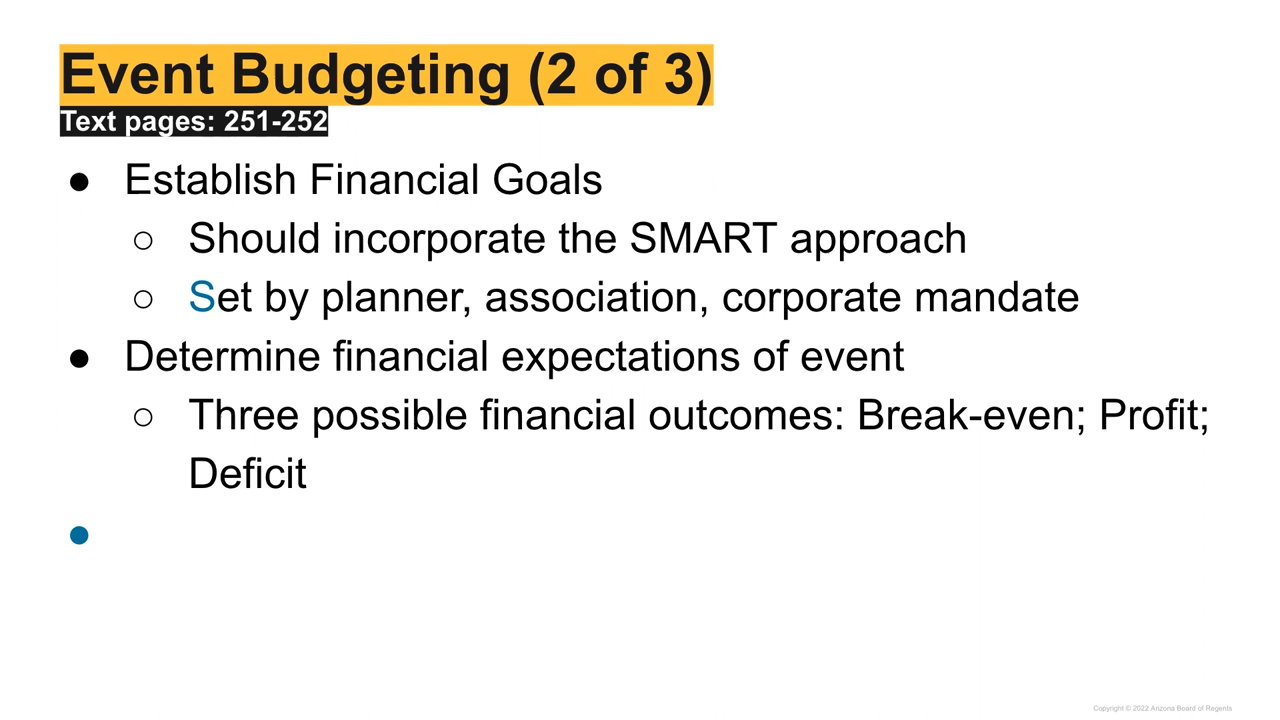 Event Budgeting (2 of 3)
Text pages: 251-252
● Establish Financial Goals
○ Should incorporate the SMART approach
○ Set by planner, association, corporate mandate
● Determine financial expectations of event
○ Three possible financial outcomes: Break-even; Profit;
Deficit
●
Copyright © 2022 Arizona Board of Regents